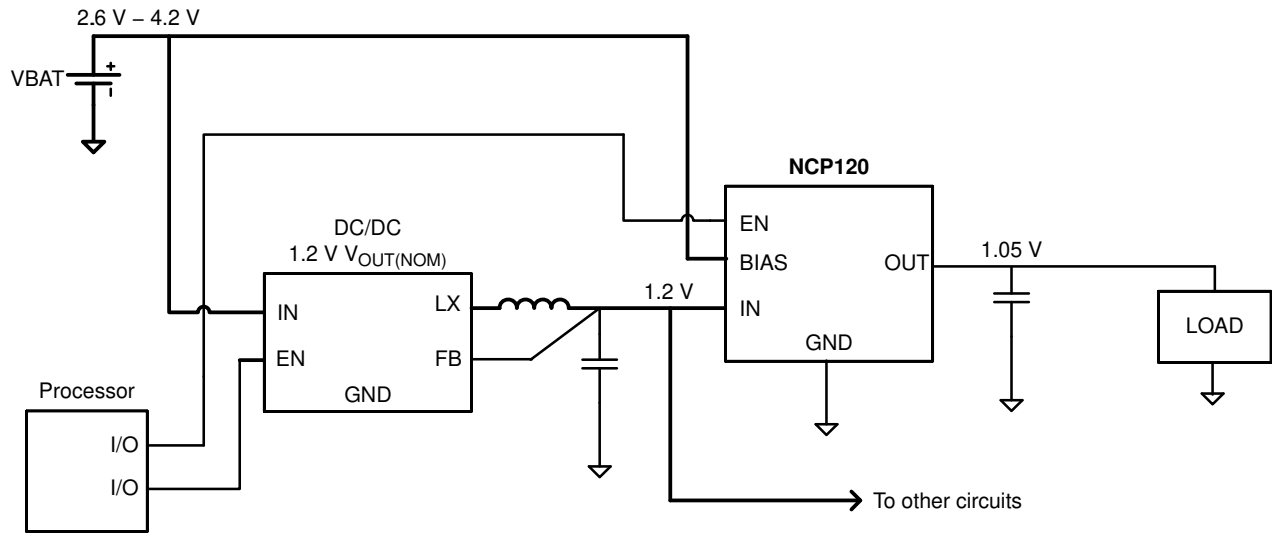 2.6 V – 4.2 V
VBAT
+
NCP120
EN
DC/DC
1.2 V VOUT(NOM)
BIAS
OUT
1.05 V
1.2 V
LX
IN
IN
LOAD
GND
EN
FB
Processor
GND
I/O
I/O
To other circuits